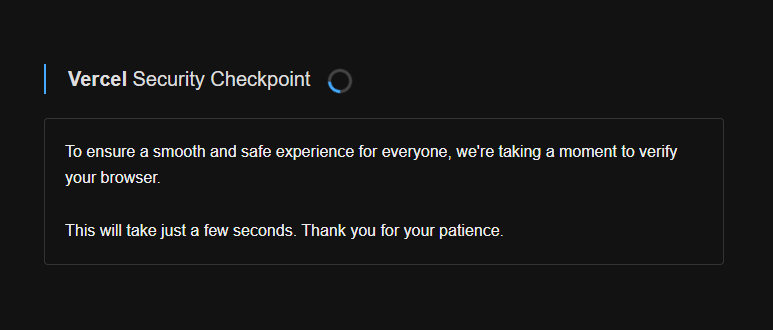 Vercel Security Checkpoint
To ensure a smooth and safe experience for everyone, we're taking a moment to verify
your browser.
This will take just a few seconds. Thank you for your patience.